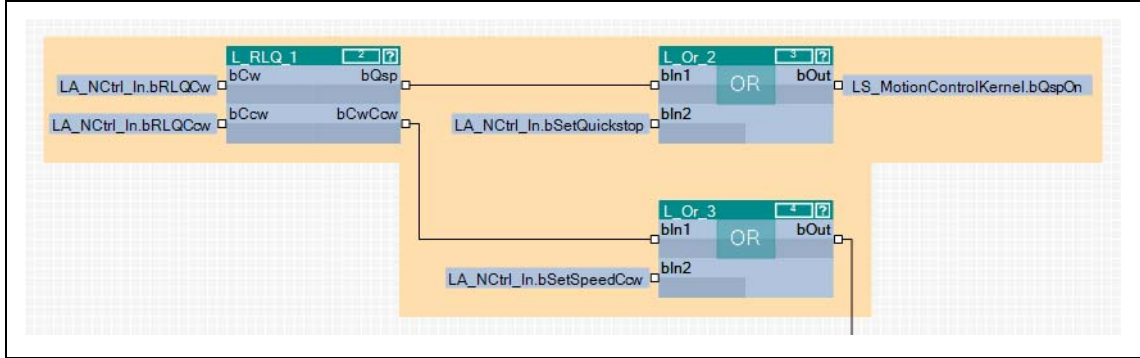 L_RLQ_1 2 ?
LA_NCtrl_In.bRLQCw bCw bQsp
LA_NCtrl_In.bRLQCcw bCcw bCwCcw
L_Or_2 3 ?
bIn1 OR bOut LS_MotionControlKernel.bQspOn
LA_NCtrl_In.bSetQuickstop bIn2
L_Or_3 4 ?
bIn1 OR bOut
LA_NCtrl_In.bSetSpeedCcw bIn2